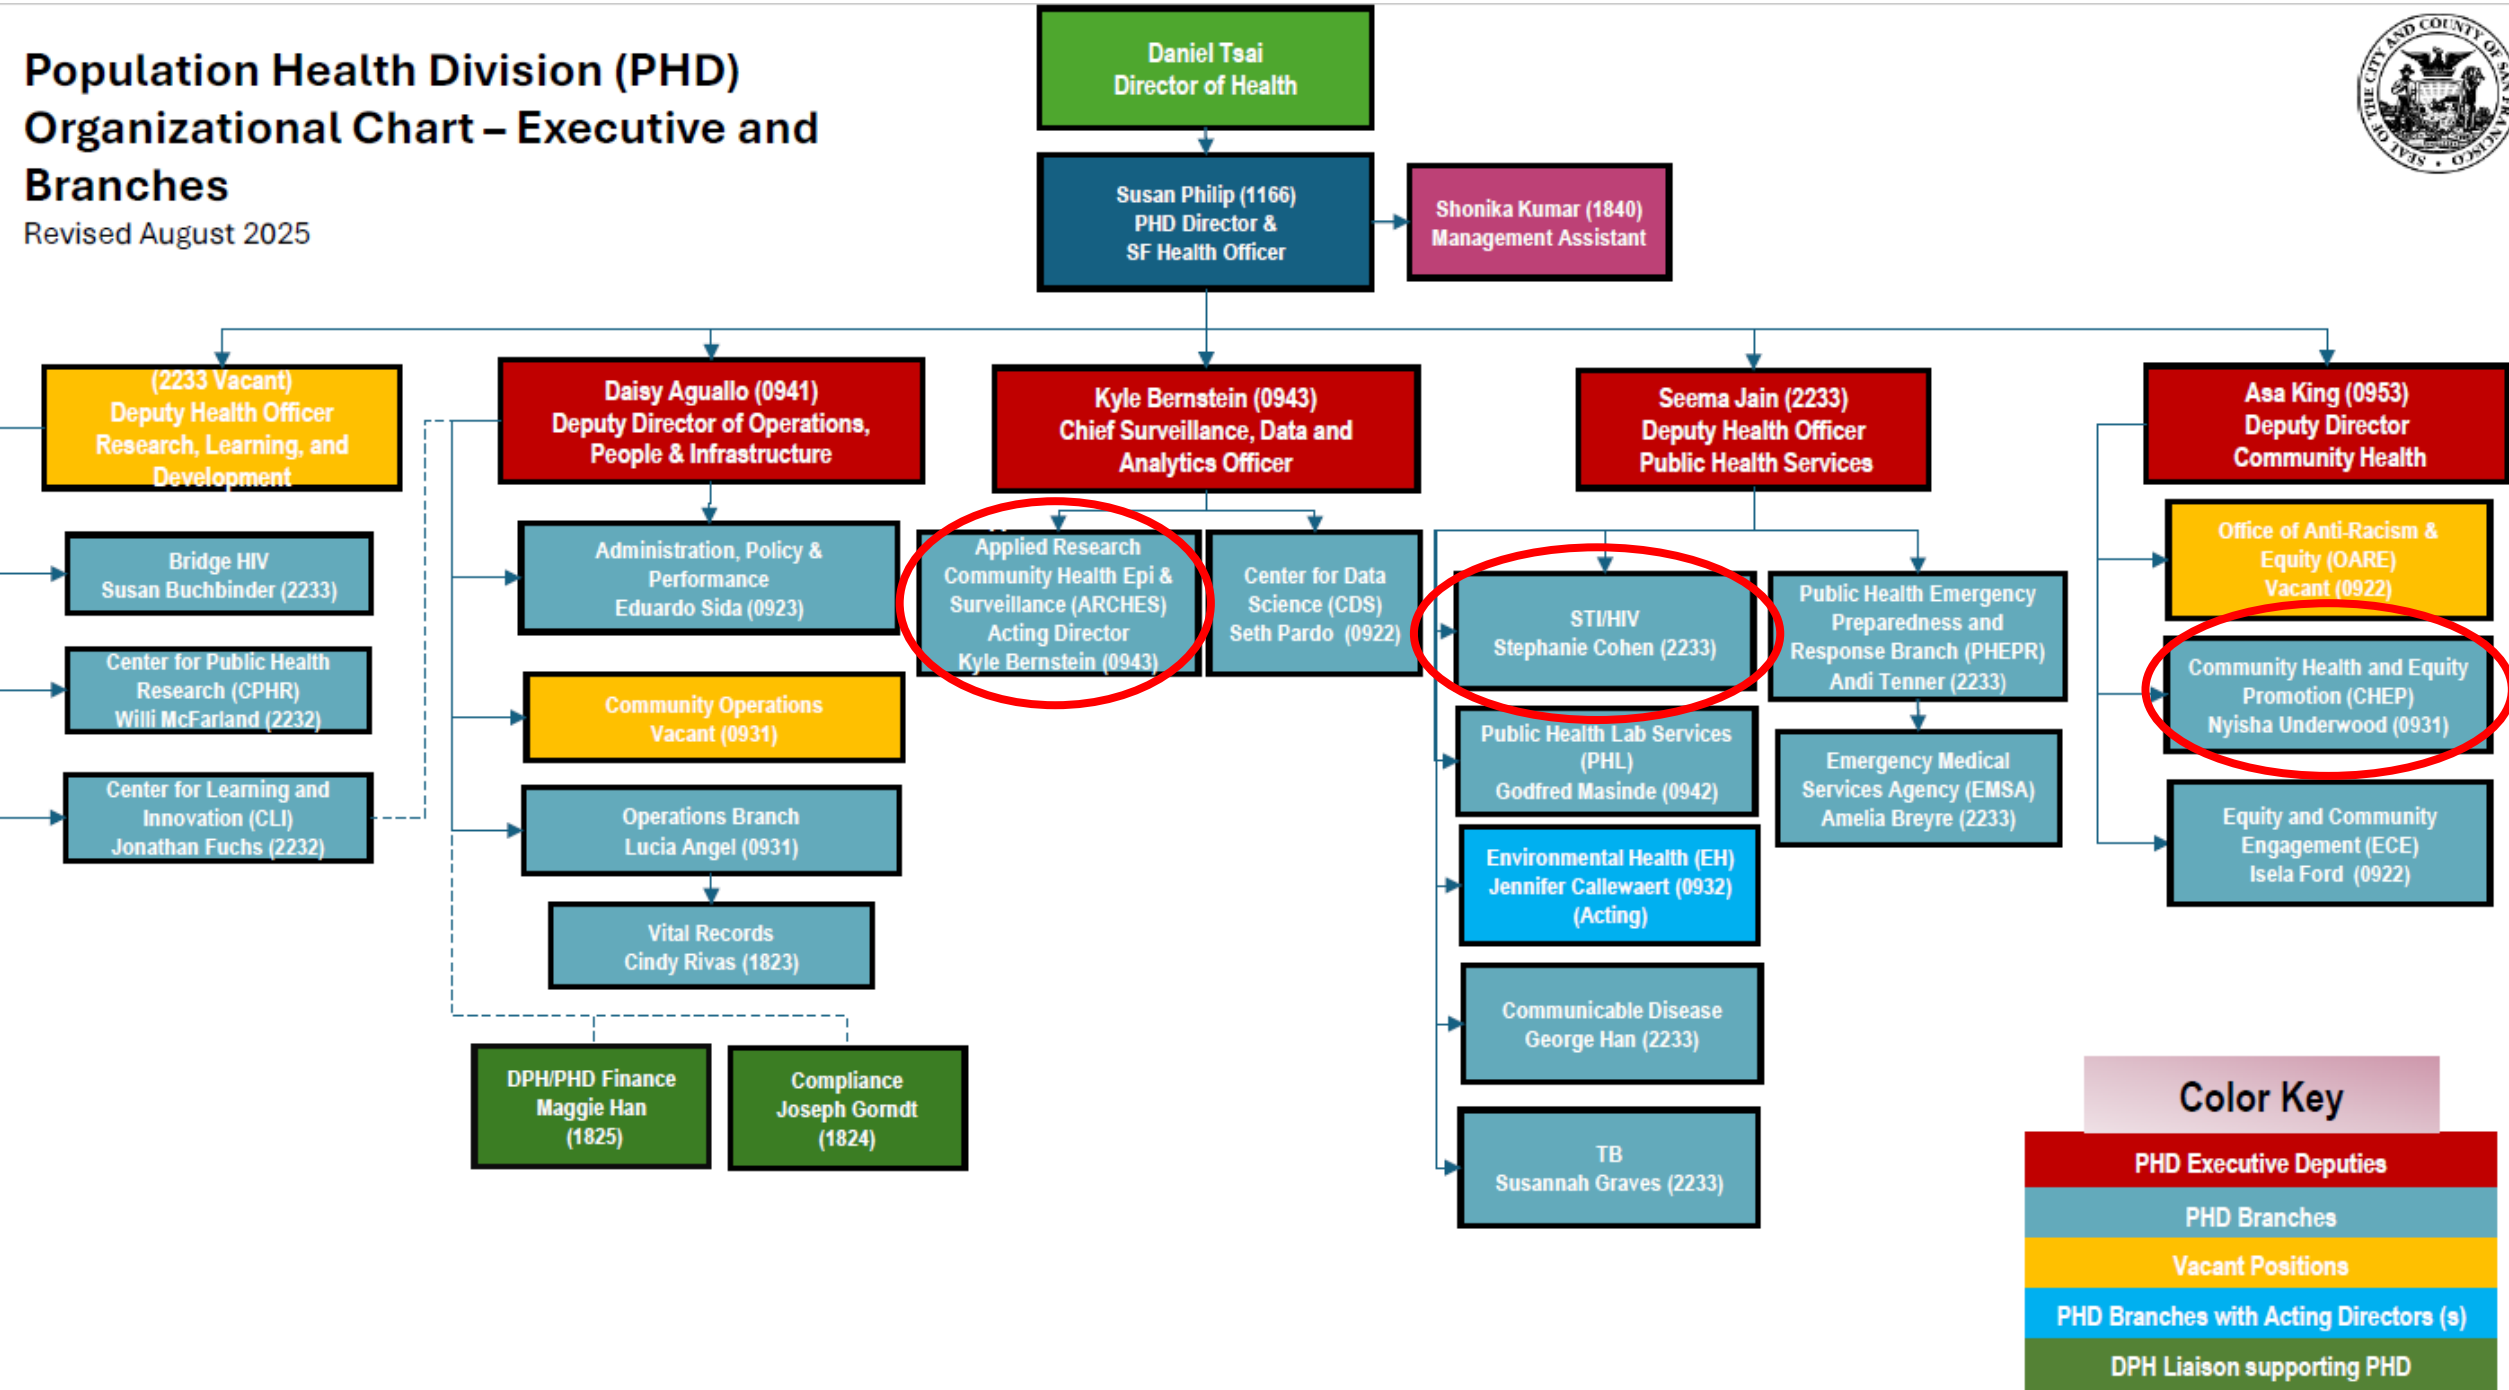 Population Health Division (PHD)
Organizational Chart – Executive and
Branches
Revised August 2025
Daniel Tsai
Director of Health
SEAL OF THE CITY AND COUNTY OF SAN FRANCISCO
Susan Philip (1166)
PHD Director &
SF Health Officer
Shonika Kumar (1840)
Management Assistant
(2233 Vacant)
Deputy Health Officer
Research, Learning, and
Development
Bridge HIV
Susan Buchbinder (2233)
Center for Public Health
Research (CPHR)
Willi McFarland (2232)
Center for Learning and
Innovation (CLI)
Jonathan Fuchs (2232)
Daisy Aguallo (0941)
Deputy Director of Operations,
People & Infrastructure
Administration, Policy &
Performance
Eduardo Sida (0923)
Community Operations
Vacant (0931)
Operations Branch
Lucia Angel (0931)
Vital Records
Cindy Rivas (1823)
DPH/PHD Finance
Maggie Han
(1825)
Compliance
Joseph Gorndt
(1824)
Kyle Bernstein (0943)
Chief Surveillance, Data and
Analytics Officer
Applied Research
Community Health Epi &
Surveillance (ARCHES)
Acting Director
Kyle Bernstein (0943)
Center for Data
Science (CDS)
Seth Pardo (0922)
Seema Jain (2233)
Deputy Health Officer
Public Health Services
STI/HIV
Stephanie Cohen (2233)
Public Health Lab Services
(PHL)
Godfred Masinde (0942)
Environmental Health (EH)
Jennifer Callewaert (0932)
(Acting)
Communicable Disease
George Han (2233)
TB
Susannah Graves (2233)
Public Health Emergency
Preparedness and
Response Branch (PHEPR)
Andi Tenner (2233)
Emergency Medical
Services Agency (EMSA)
Amelia Breyre (2233)
Asa King (0953)
Deputy Director
Community Health
Office of Anti-Racism &
Equity (OARE)
Vacant (0922)
Community Health and Equity
Promotion (CHEP)
Nyisha Underwood (0931)
Equity and Community
Engagement (ECE)
Isela Ford (0922)
Color Key
PHD Executive Deputies
PHD Branches
Vacant Positions
PHD Branches with Acting Directors (s)
DPH Liaison supporting PHD